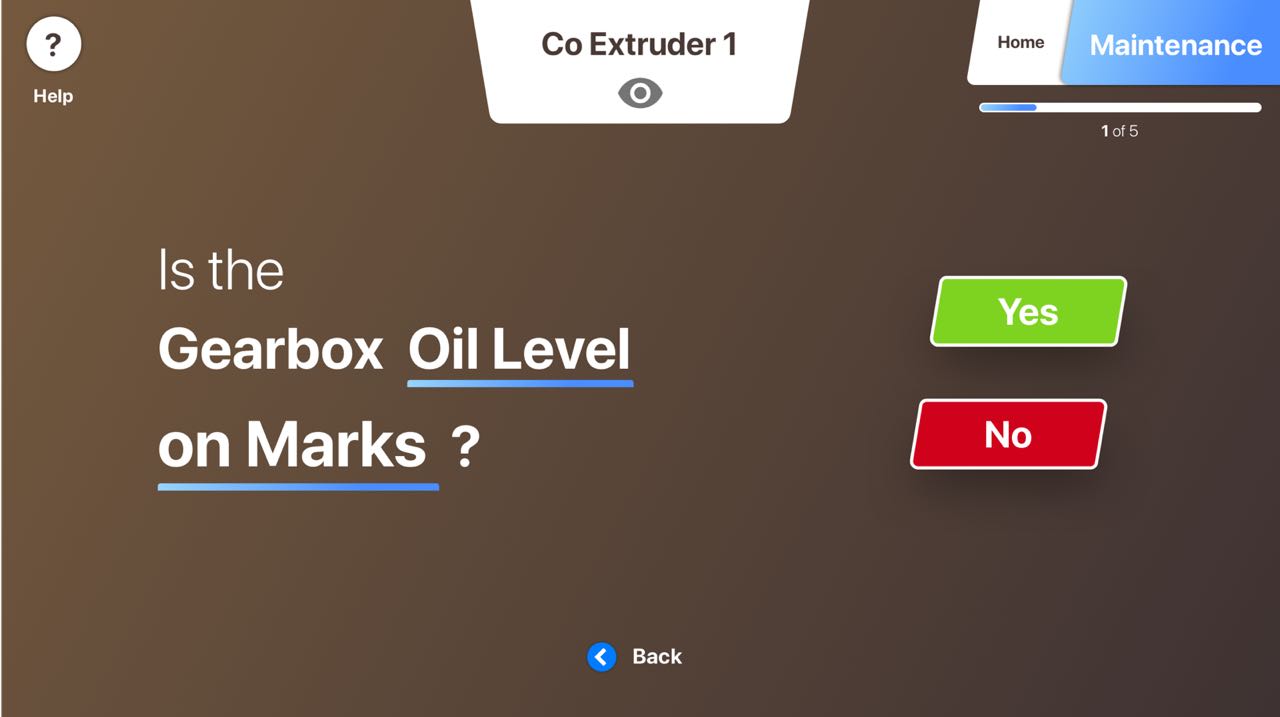 ?
Help
Co Extruder 1
Home
Maintenance
1 of 5
Is the
Gearbox Oil Level
on Marks ?
Yes
No
Back